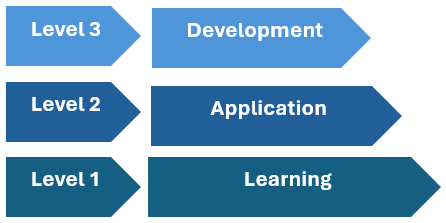 Level 3 Development
Level 2 Application
Level 1 Learning